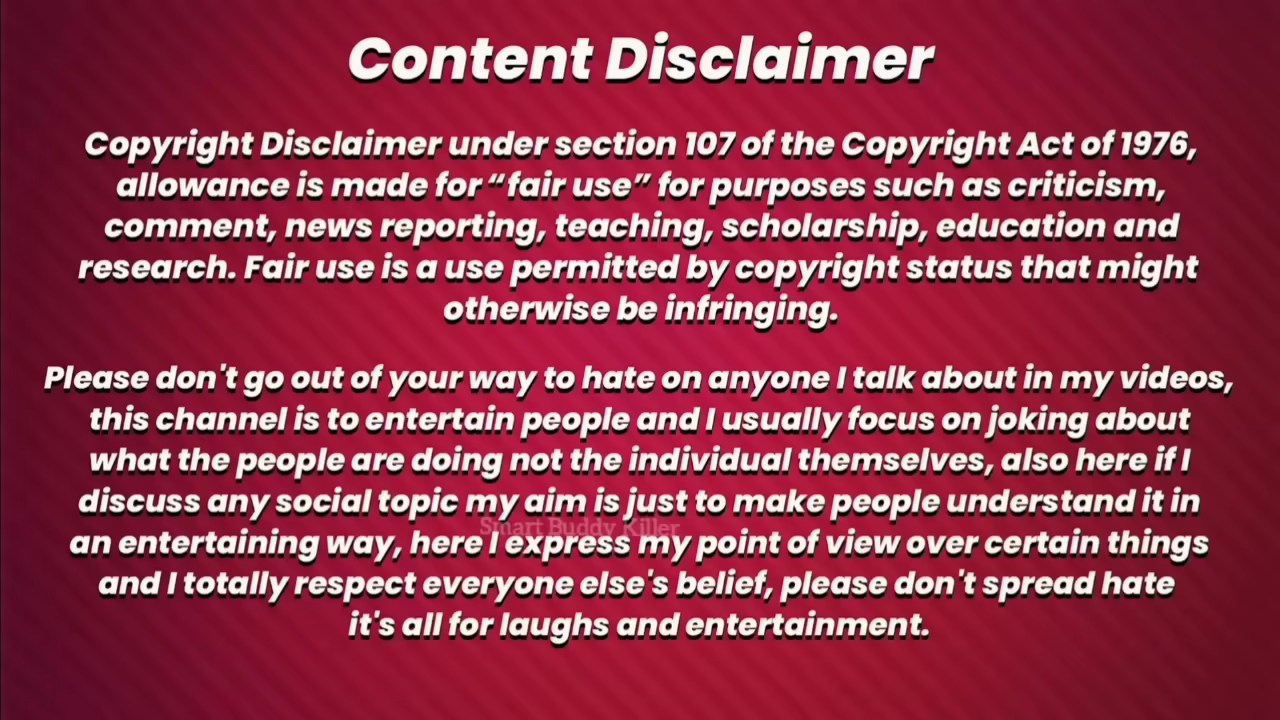 Content Disclaimer
Copyright Disclaimer under section 107 of the Copyright Act of 1976,
allowance is made for “fair use” for purposes such as criticism,
comment, news reporting, teaching, scholarship, education and
research. Fair use is a use permitted by copyright status that might
otherwise be infringing.
Please don't go out of your way to hate on anyone I talk about in my videos,
this channel is to entertain people and I usually focus on joking about
what the people are doing not the individual themselves, also here if I
discuss any social topic my aim is just to make people understand it in
Smart Buddy Killer
an entertaining way, here I express my point of view over certain things
and I totally respect everyone else's belief, please don't spread hate
it's all for laughs and entertainment.